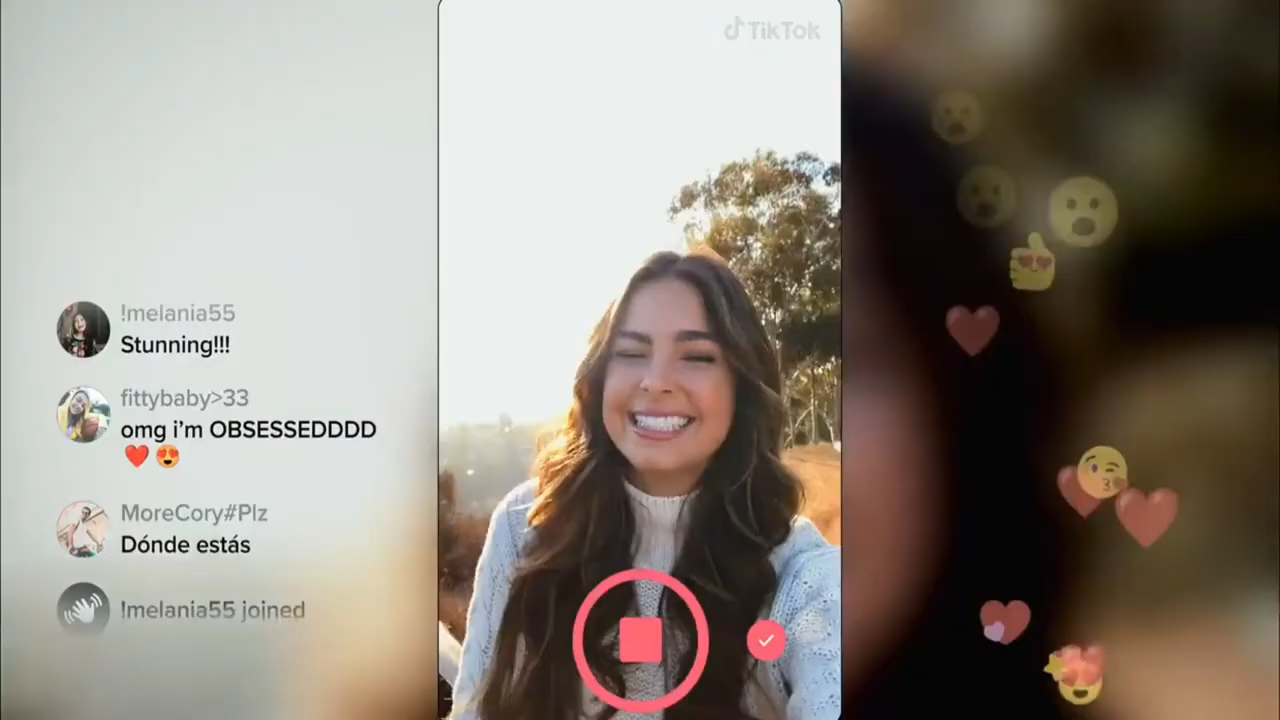 TikTok
!melania55
Stunning!!!
fittybaby>33
omg i'm OBSESSEDDDD
❤️ 😍
MoreCory#Plz
Dónde estás
!melania55 joined